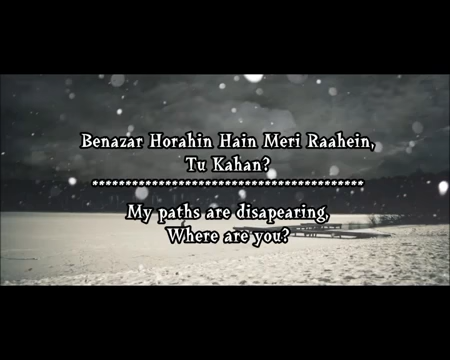 Benazar Horahin Hain Meri Raahein,
Tu Kahan?
****************************************
My paths are disapearing,
Where are you?